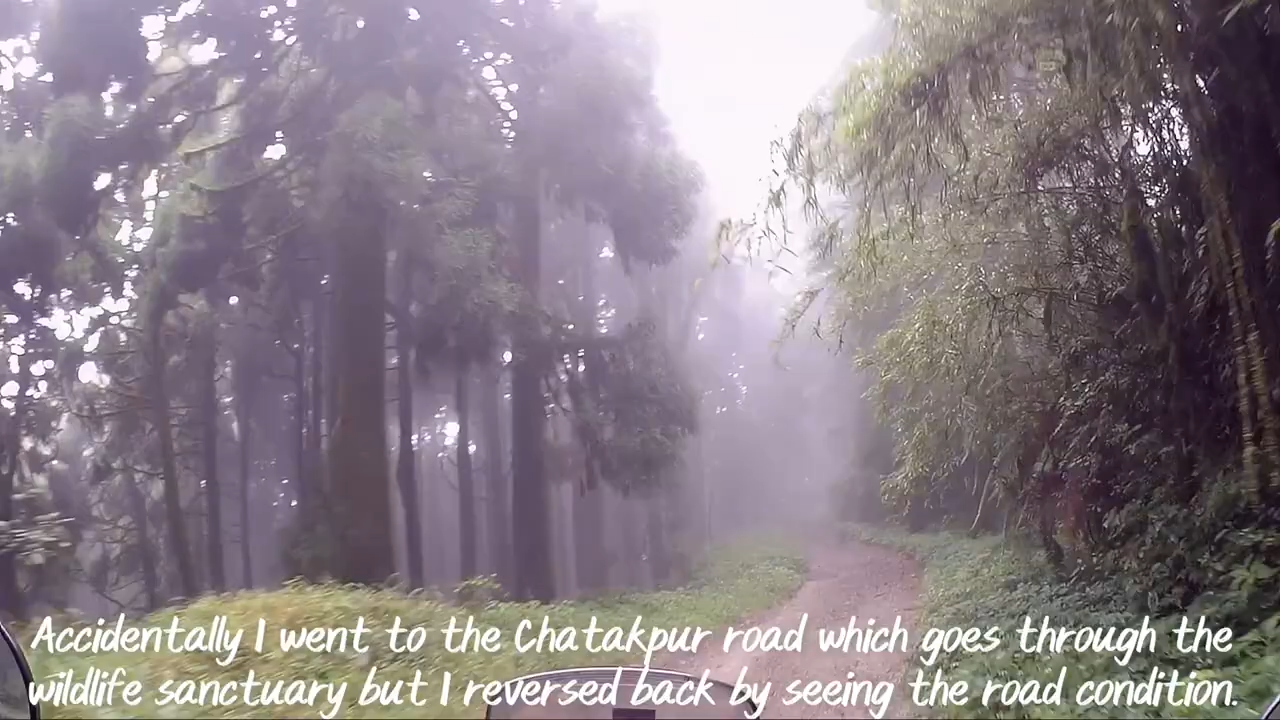 Accidentally I went to the Chatakpur road which goes through the
wildlife sanctuary but I reversed back by seeing the road condition.